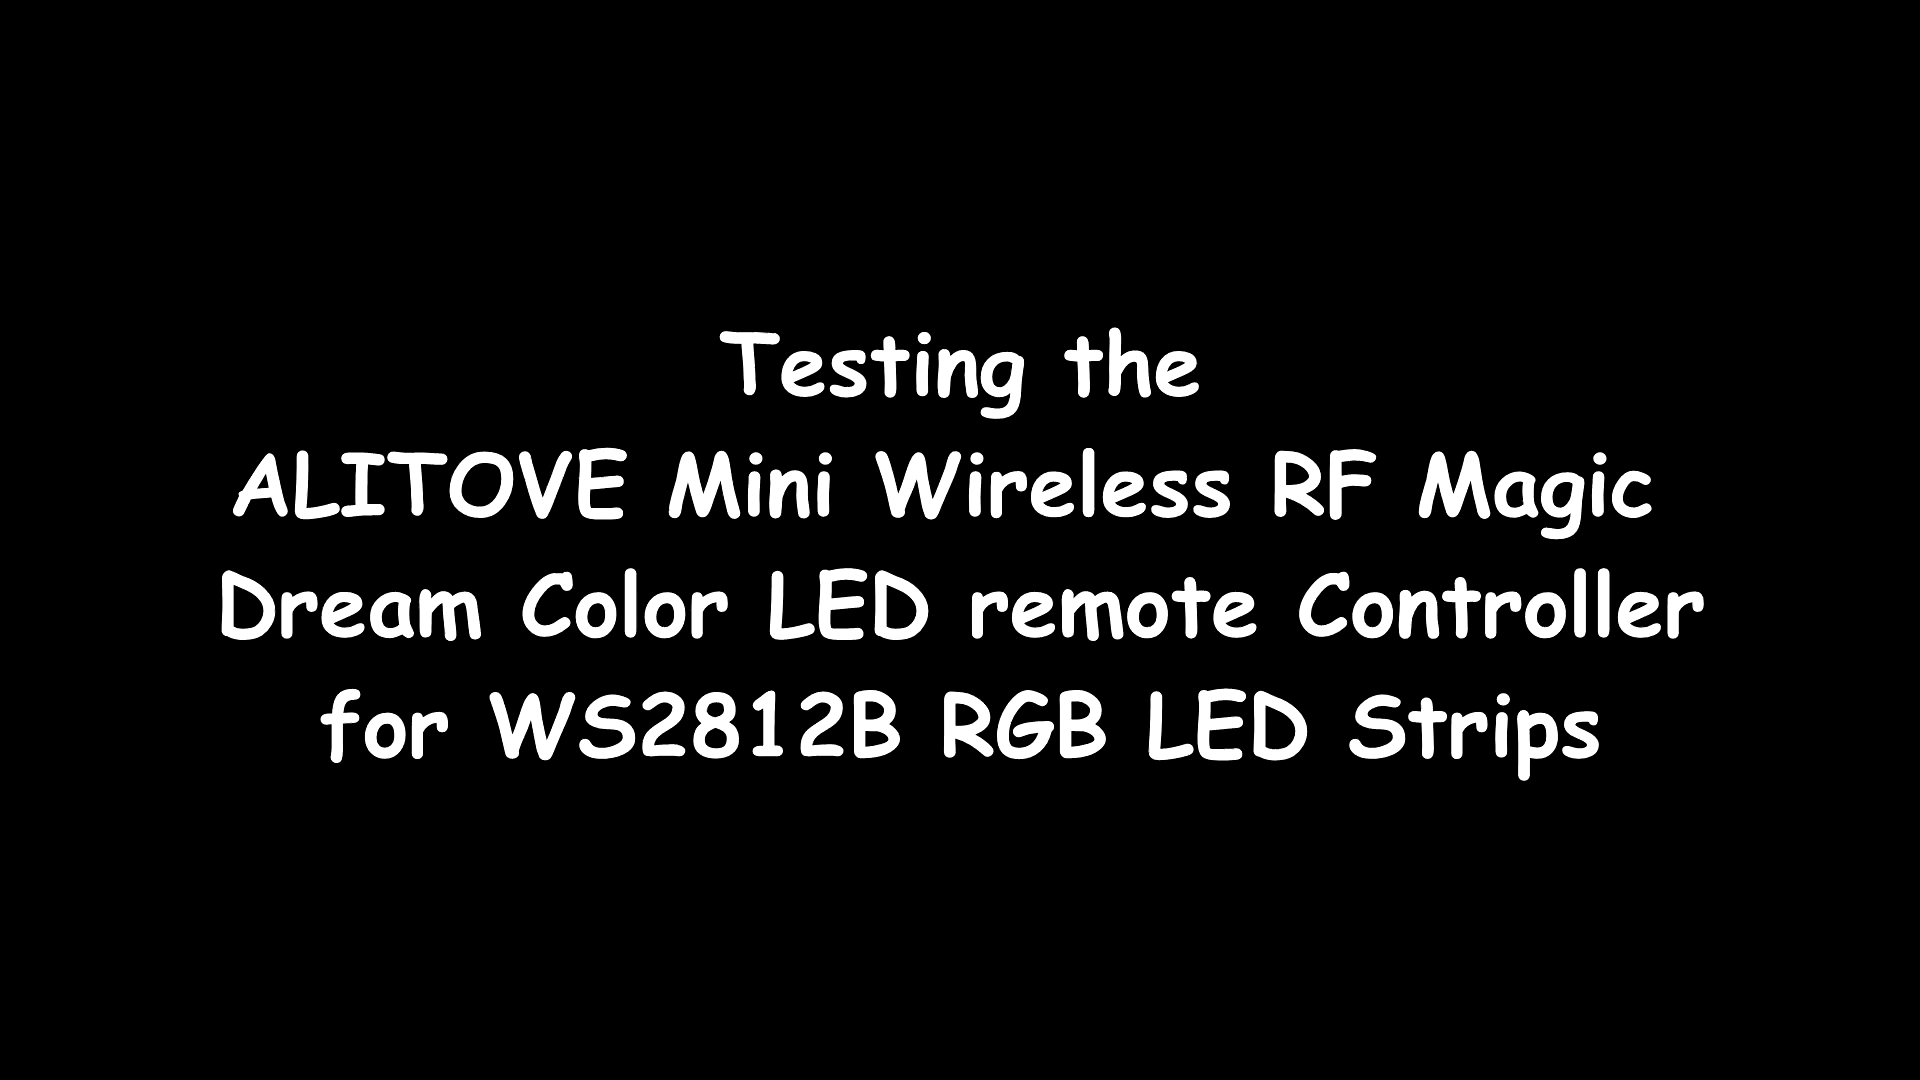 Testing the
ALITOVE Mini Wireless RF Magic
Dream Color LED remote Controller
for WS2812B RGB LED Strips